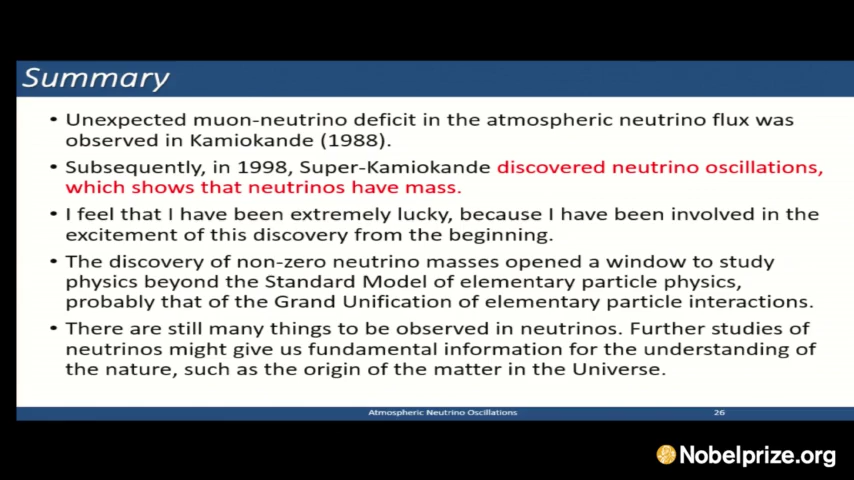 Summary
• Unexpected muon-neutrino deficit in the atmospheric neutrino flux was
observed in Kamiokande (1988).
• Subsequently, in 1998, Super-Kamiokande discovered neutrino oscillations,
which shows that neutrinos have mass.
• I feel that I have been extremely lucky, because I have been involved in the
excitement of this discovery from the beginning.
• The discovery of non-zero neutrino masses opened a window to study
physics beyond the Standard Model of elementary particle physics,
probably that of the Grand Unification of elementary particle interactions.
• There are still many things to be observed in neutrinos. Further studies of
neutrinos might give us fundamental information for the understanding of
the nature, such as the origin of the matter in the Universe.
Atmospheric Neutrino Oscillations 26
Nobelprize.org